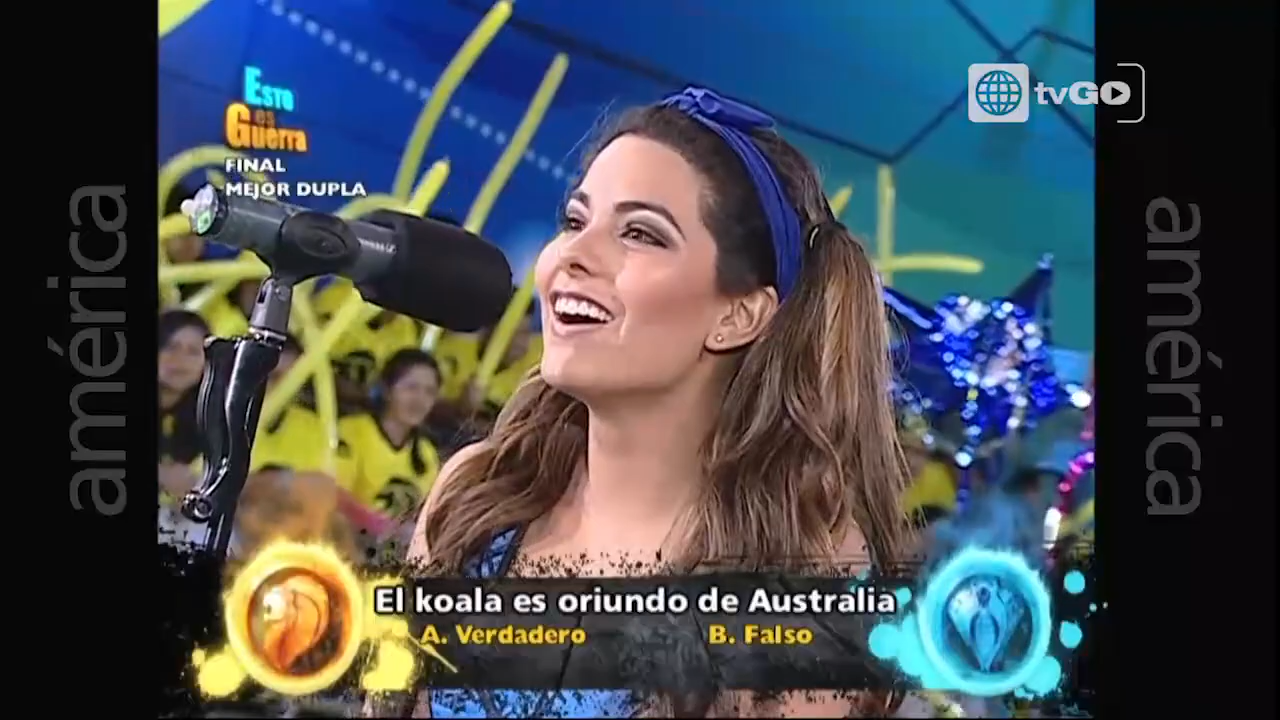 Esto
es
Guerra
FINAL
MEJOR DUPLA
tvGO
américa
américa
El koala es oriundo de Australia
A. Verdadero
B. Falso